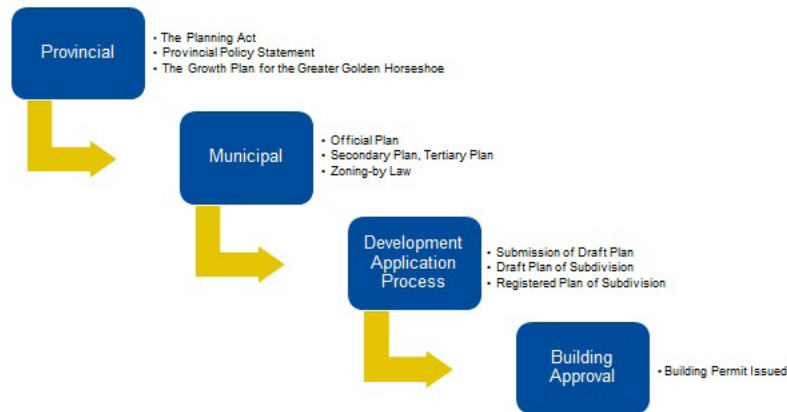 Provincial
• The Planning Act
• Provincial Policy Statement
• The Growth Plan for the Greater Golden Horseshoe
Municipal
• Official Plan
• Secondary Plan, Tertiary Plan
• Zoning-by Law
Development
Application
Process
• Submission of Draft Plan
• Draft Plan of Subdivision
• Registered Plan of Subdivision
Building
Approval
• Building Permit Issued